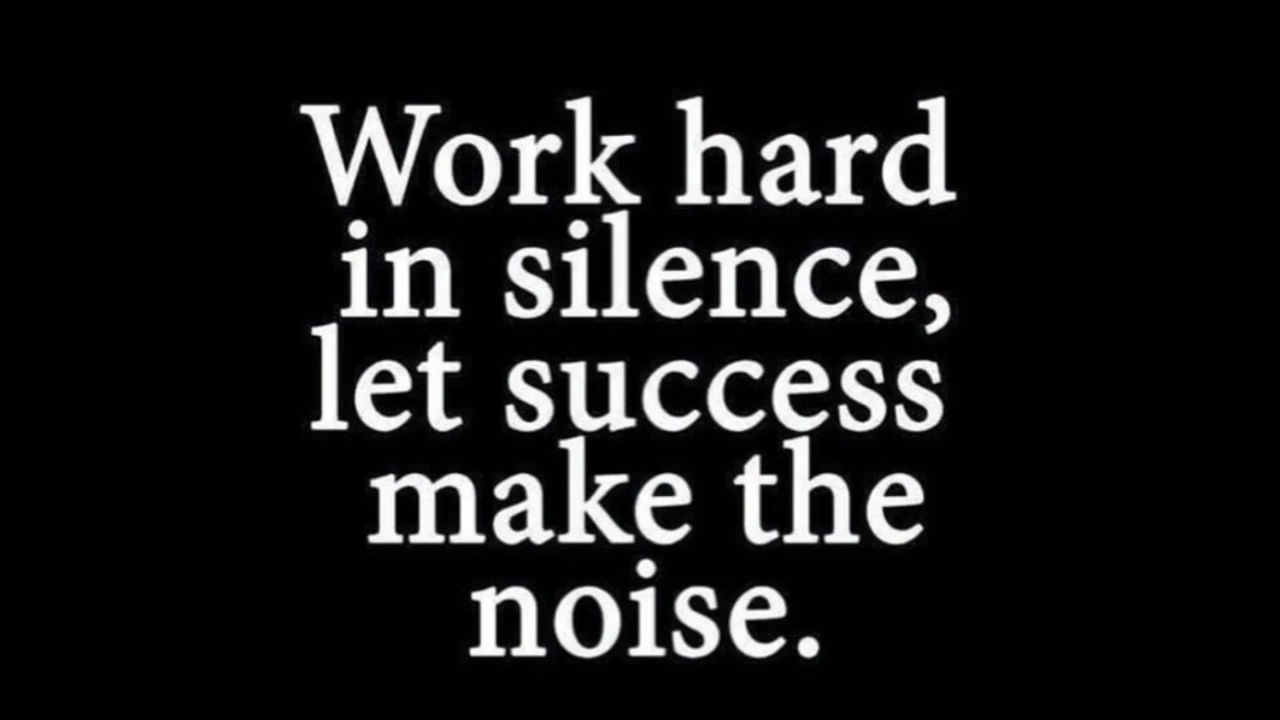 Work hard
in silence,
let success
make the
noise.